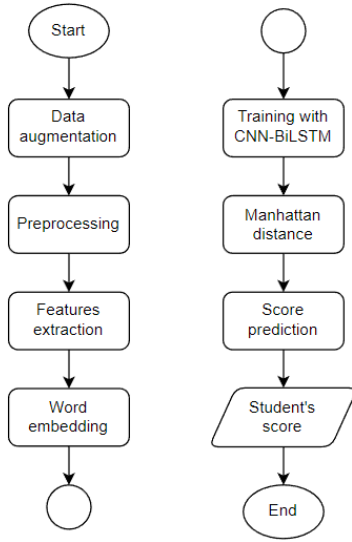 Start
Data
augmentation
Preprocessing
Features
extraction
Word
embedding
Training with
CNN-BiLSTM
Manhattan
distance
Score
prediction
Student's
score
End